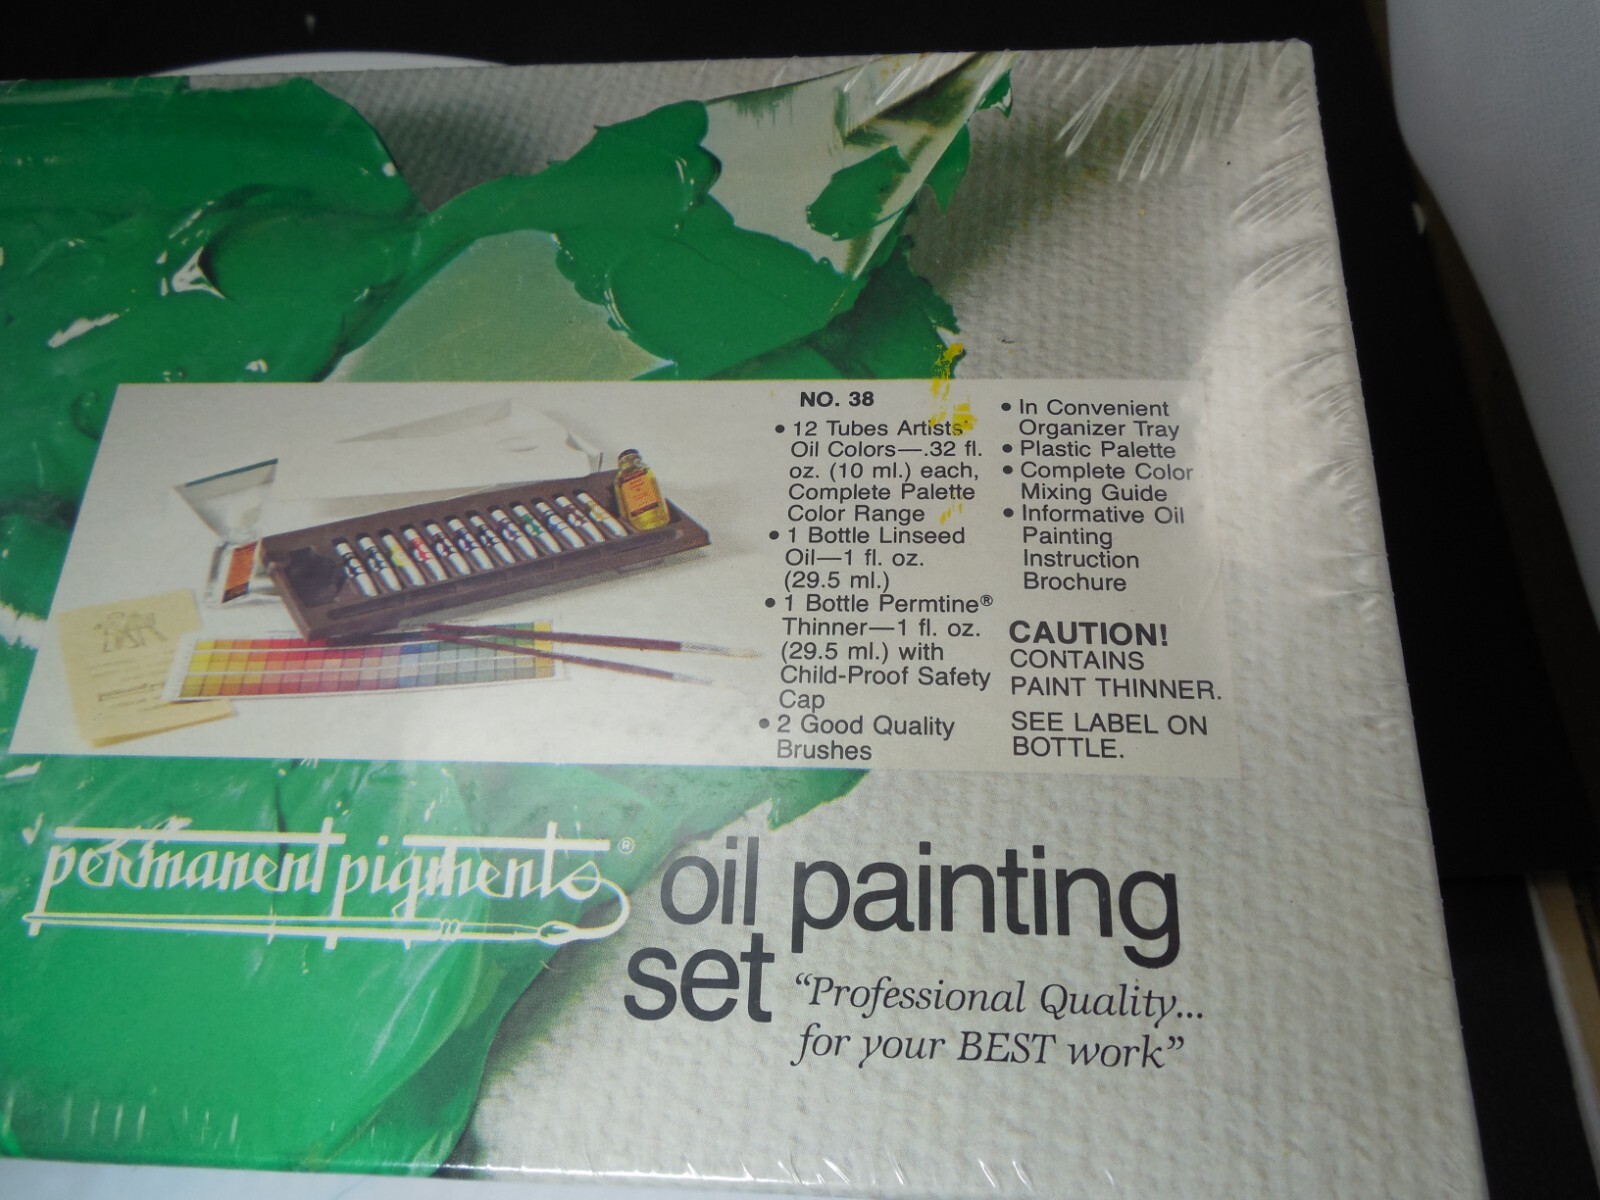 NO. 38
• 12 Tubes Artists'
Oil Colors—.32 fl.
oz. (10 ml.) each,
Complete Palette
Color Range
• 1 Bottle Linseed
Oil—1 fl. oz.
(29.5 ml.)
• 1 Bottle Permtine®
Thinner—1 fl. oz.
(29.5 ml.) with
Child-Proof Safety
Cap
• 2 Good Quality
Brushes
• In Convenient
Organizer Tray
• Plastic Palette
• Complete Color
Mixing Guide
• Informative Oil
Painting
Instruction
Brochure
CAUTION!
CONTAINS
PAINT THINNER.
SEE LABEL ON
BOTTLE.
permanent pigments®
oil painting
set
“Professional Quality...
for your BEST work”